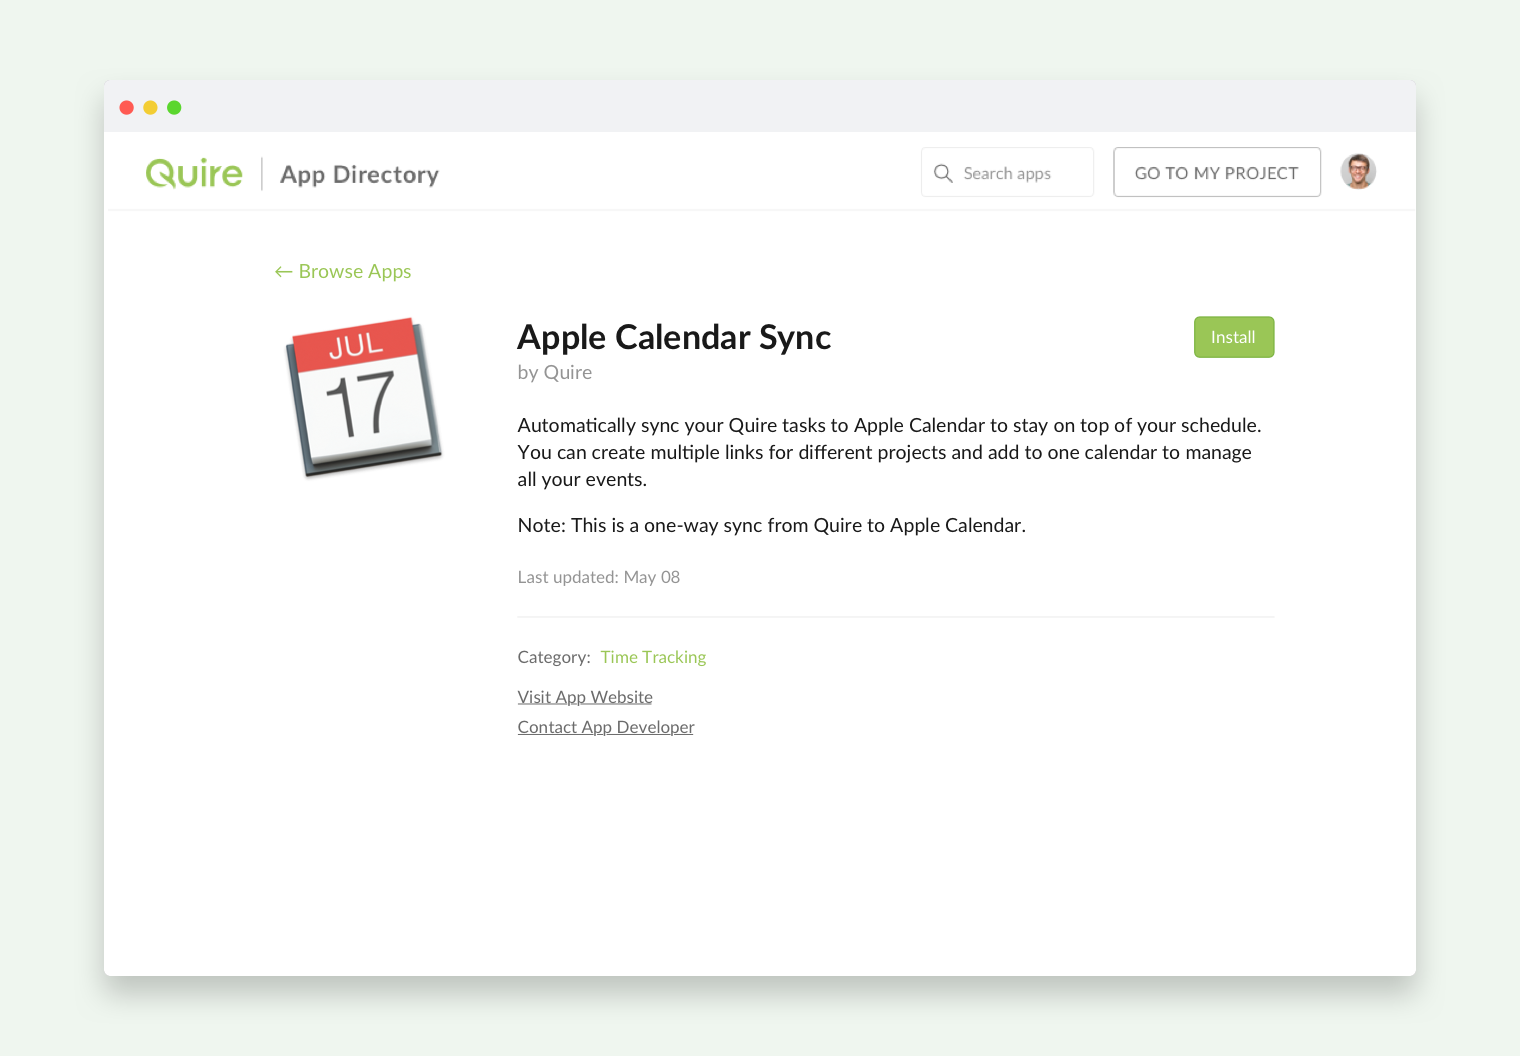 Quire | App Directory
Search apps
GO TO MY PROJECT
← Browse Apps
JUL
17
Apple Calendar Sync
Install
by Quire
Automatically sync your Quire tasks to Apple Calendar to stay on top of your schedule.
You can create multiple links for different projects and add to one calendar to manage
all your events.
Note: This is a one-way sync from Quire to Apple Calendar.
Last updated: May 08
Category: Time Tracking
Visit App Website
Contact App Developer